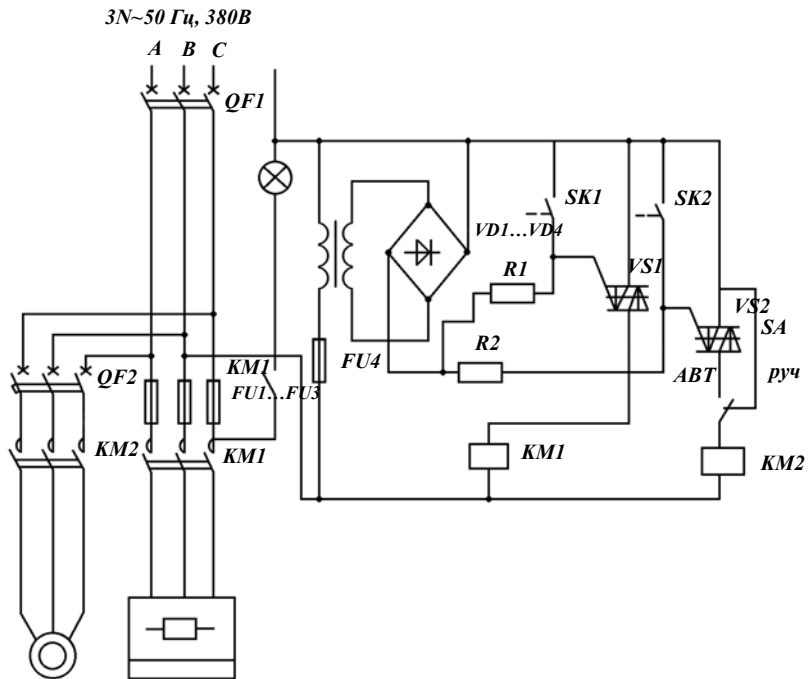 3N~50 Гц, 380В
A B C
QF1
SK1
SK2
VD1…VD4
VS1
R1
VS2
SA
R2
FU4
KM1
QF2
ABT
руч
FU1…FU3
KM2
KM1
KM1
KM2